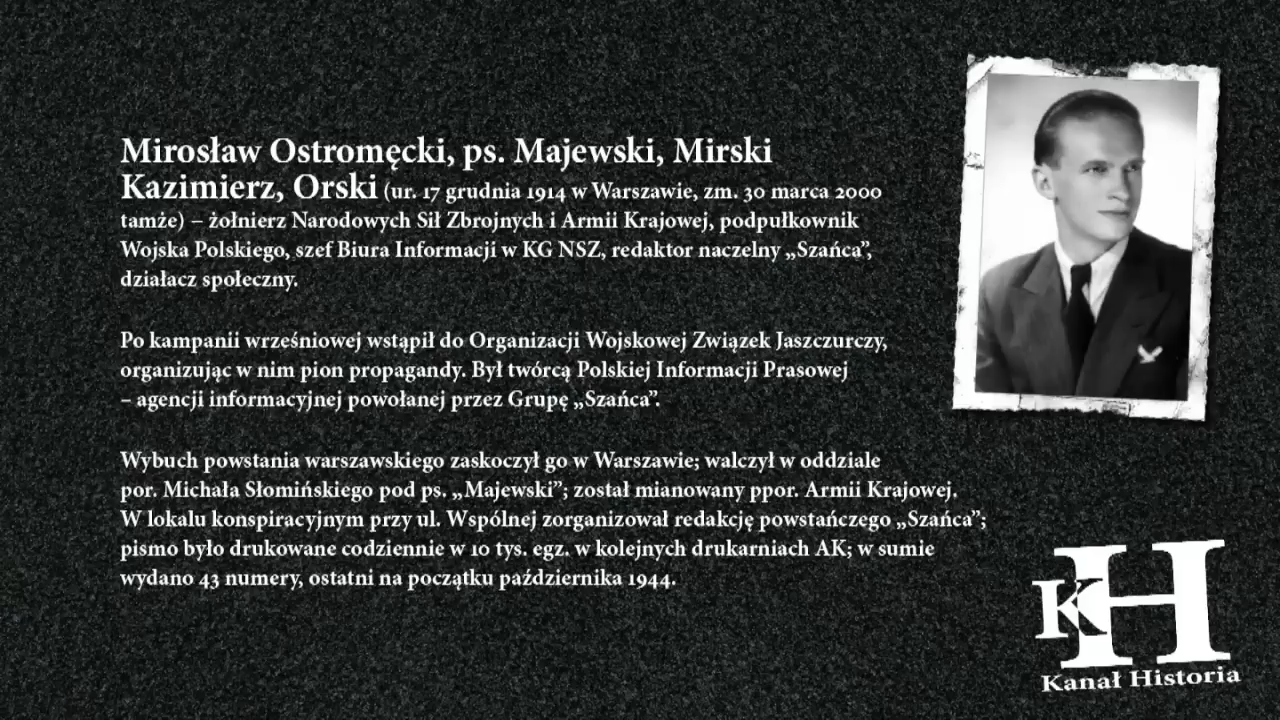 Mirosław Ostromęcki, ps. Majewski, Mirski
Kazimierz, Orski (ur. 17 grudnia 1914 w Warszawie, zm. 30 marca 2000
tamże) – żołnierz Narodowych Sił Zbrojnych i Armii Krajowej, podpułkownik
Wojska Polskiego, szef Biura Informacji w KG NSZ, redaktor naczelny „Szańca”,
działacz społeczny.
Po kampanii wrześniowej wstąpił do Organizacji Wojskowej Związek Jaszczurczy,
organizując w nim pion propagandy. Był twórcą Polskiej Informacji Prasowej
– agencji informacyjnej powołanej przez Grupę „Szańca”.
Wybuch powstania warszawskiego zaskoczył go w Warszawie; walczył w oddziale
por. Michała Słomińskiego pod ps. „Majewski”; został mianowany ppor. Armii Krajowej.
W lokalu konspiracyjnym przy ul. Wspólnej zorganizował redakcję powstańczego „Szańca”;
pismo było drukowane codziennie w 10 tys. egz. w kolejnych drukarniach AK; w sumie
wydano 43 numery, ostatni na początku października 1944.
KH
Kanał Historia